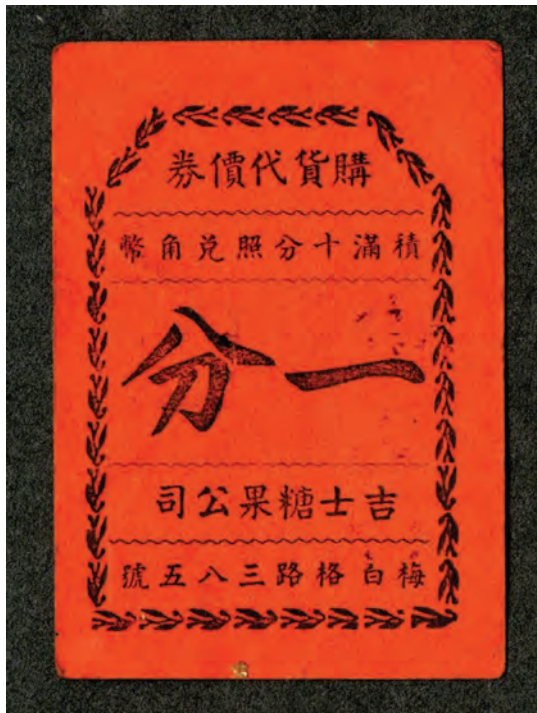 購貨代價券
積滿十分照兑角幣
一分
吉士糖果公司
梅白格路三八五號